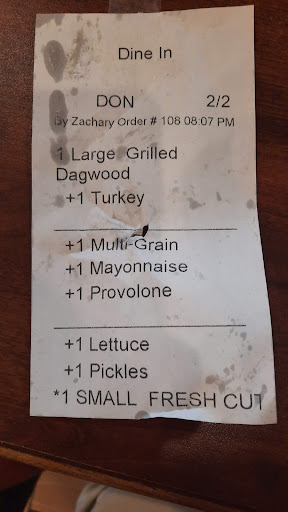 Dine In
DON 2/2
By Zachary Order # 108 08:07 PM
1 Large Grilled
Dagwood
+1 Turkey
+1 Multi-Grain
+1 Mayonnaise
+1 Provolone
+1 Lettuce
+1 Pickles
*1 SMALL FRESH CUT